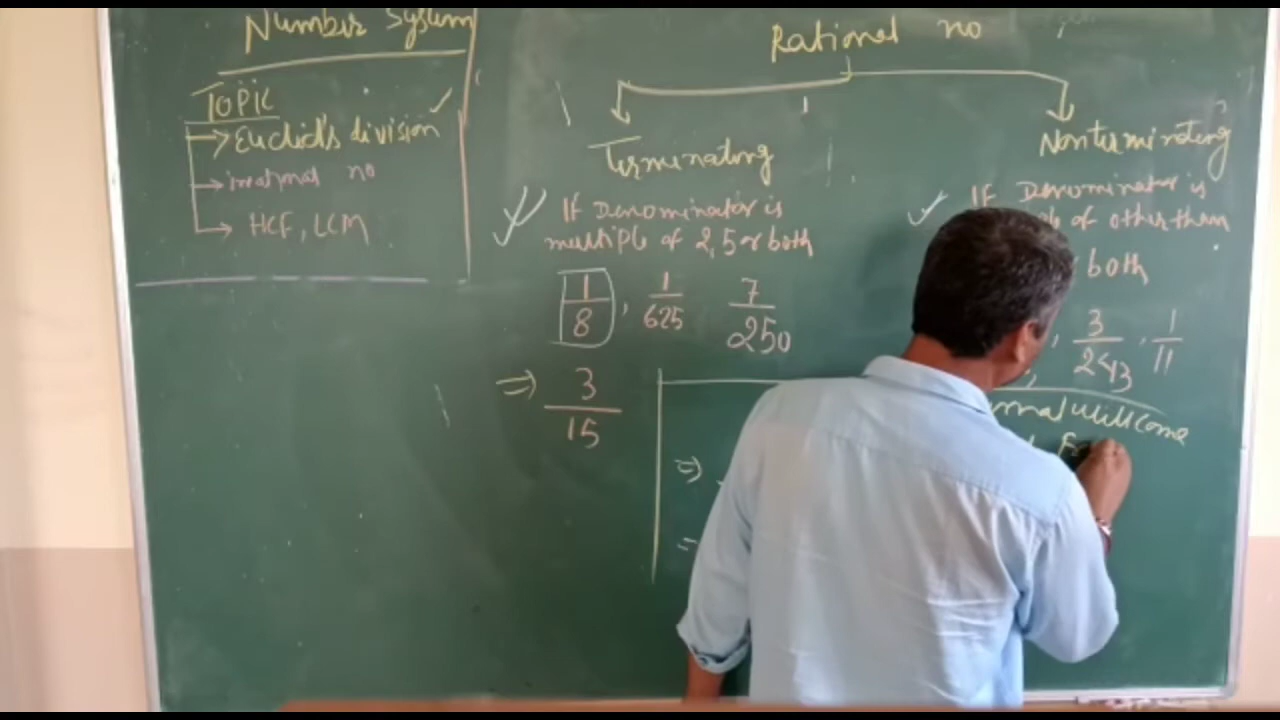 Number System
TOPIC
Euclid's division
irrational no
HCF, LCM
Rational no
Terminating
If Denominator is
multiple of 2,5 or both
1/8, 1/625 7/250
⇒ 3/15
⇒
Nonterminating
If Denominator is
of other than
both
, 3/243, 1/11
will come